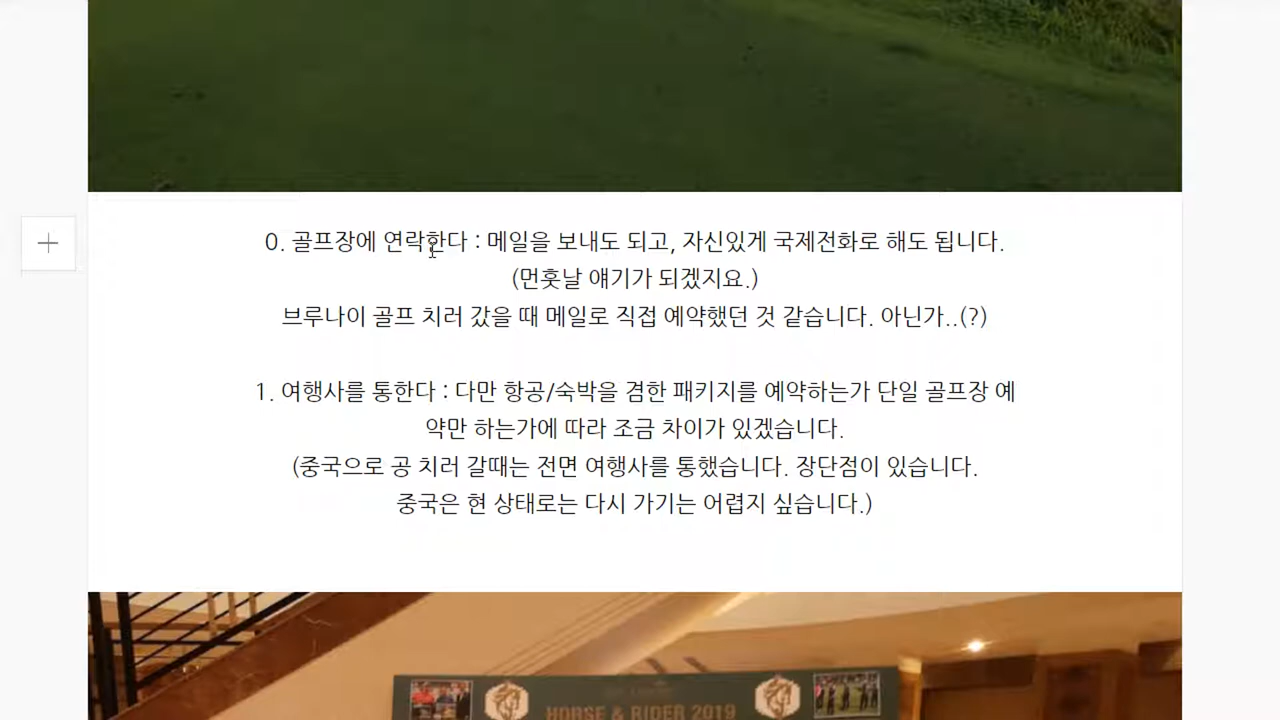 0. 골프장에 연락한다 : 메일을 보내도 되고, 자신있게 국제전화로 해도 됩니다.
(먼훗날 얘기가 되겠지요.)
브루나이 골프 치러 갔을 때 메일로 직접 예약했던 것 같습니다. 아닌가..(?)
1. 여행사를 통한다 : 다만 항공/숙박을 겸한 패키지를 예약하는가 단일 골프장 예
약만 하는가에 따라 조금 차이가 있겠습니다.
(중국으로 공 치러 갈때는 전면 여행사를 통했습니다. 장단점이 있습니다.
중국은 현 상태로는 다시 가기는 어렵지 싶습니다.)
HORSE & RIDER 2019